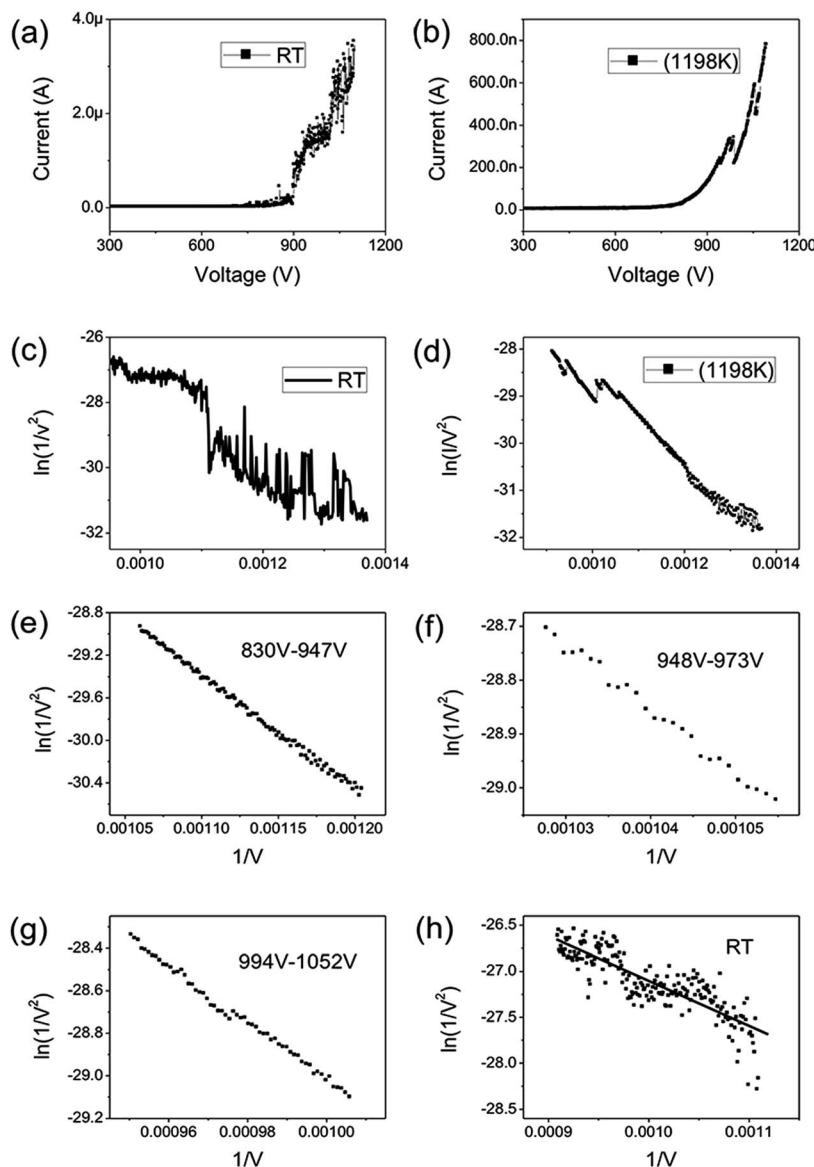 (a)
4.0µ
2.0µ
0.0
Current (A)
RT
300 600 900 1200
Voltage (V)
(b)
800.0n
600.0n
400.0n
200.0n
0.0
Current (A)
(1198K)
300 600 900 1200
Voltage (V)
(c)
-26
-28
-30
-32
ln(1/v²)
RT
0.0010 0.0012 0.0014
(d)
-28
-29
-30
-31
-32
ln(I/V²)
(1198K)
0.0010 0.0012 0.0014
(e)
-28.8
-29.2
-29.6
-30.0
-30.4
ln(1/V²)
830V-947V
0.00105 0.00110 0.00115 0.00120
1/V
(f)
-28.7
-28.8
-28.9
-29.0
ln(1/V²)
948V-973V
0.00103 0.00104 0.00105
1/V
(g)
-28.4
-28.6
-28.8
-29.0
-29.2
ln(1/V²)
994V-1052V
0.00096 0.00098 0.00100
1/V
(h)
-26.5
-27.0
-27.5
-28.0
-28.5
ln(1/V²)
RT
0.0009 0.0010 0.0011
1/V